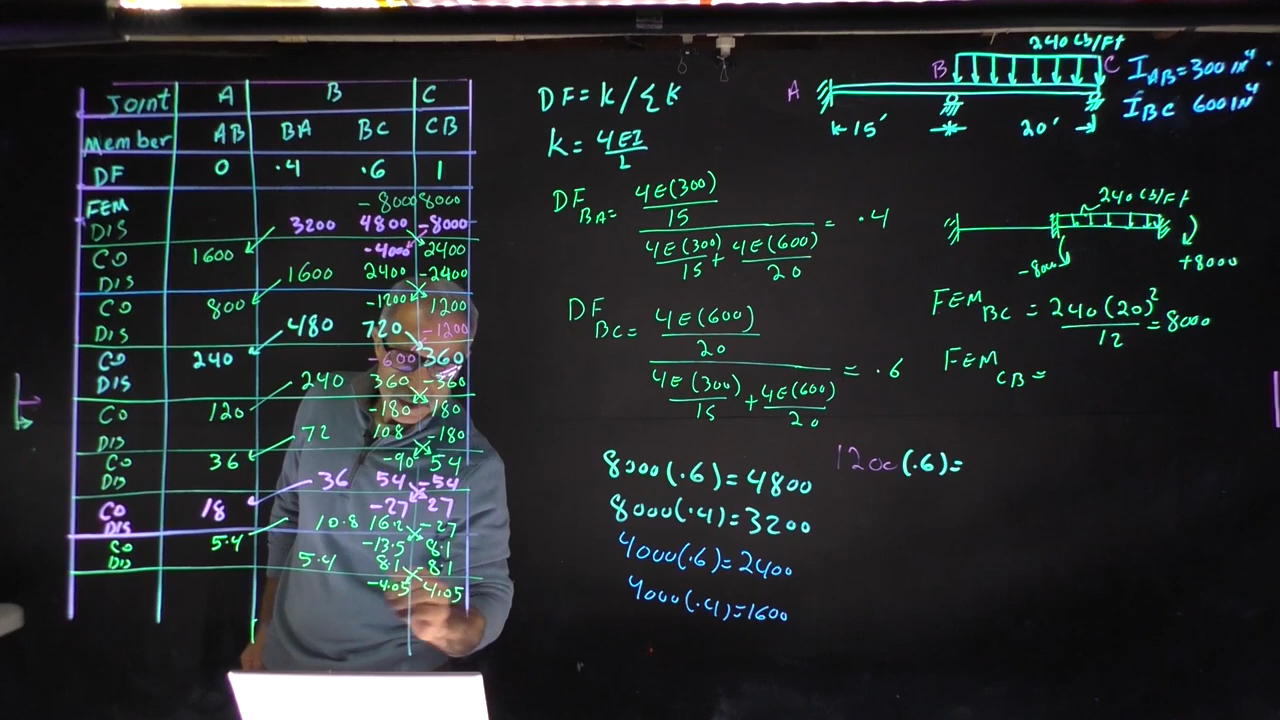 Joint A B C
Member AB BA BC CB
DF 0 .4 .6 1
FEM -8000 8000
DIS 3200 4800 -8000
CO 1600 -4000 2400
DIS 1600 2400 -2400
CO 800 -1200 1200
DIS 480 720 -1200
CO 240 -600 360
DIS 240 360 -360
CO 120 -180 180
DIS 72 108 -180
CO 36 -90 54
DIS 36 54 -54
CO 18 -27 27
DIS 10.8 16.2 -27
CO 5.4 -13.5 8.1
DIS 5.4 8.1 -8.1
-4.05 4.05
DF = K / Σ K
K = 4EI
L
DF BA = 4E(300)
15
4E(300) + 4E(600)
15 20
= .4
DF BC = 4E(600)
20
4E(300) + 4E(600)
15 20
= .6
8000(.6) = 4800
8000(.4) = 3200
4000(.6) = 2400
4000(.4) = 1600
1200(.6) =
240 lb/Ft
A B C
15' 20'
I AB = 300 IN⁴
I BC 600 IN⁴
240 lb/Ft
-8000 +8000
FEM BC = 240(20)² = 8000
12
FEM CB =